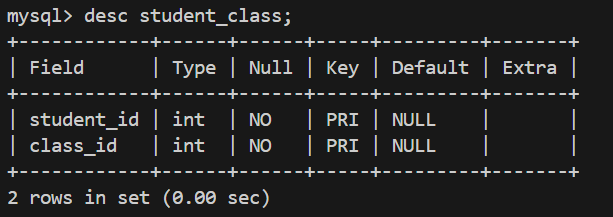 mysql> desc student_class;
+------------+------+------+-----+---------+-------+
| Field      | Type | Null | Key | Default | Extra |
+------------+------+------+-----+---------+-------+
| student_id | int  | NO   | PRI | NULL    |       |
| class_id   | int  | NO   | PRI | NULL    |       |
+------------+------+------+-----+---------+-------+
2 rows in set (0.00 sec)